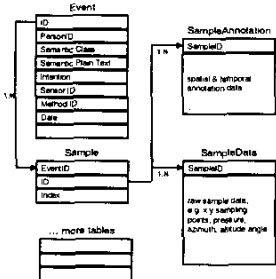 Event
ID
PersonID
Semantic Class
Semantic Plain Text
Intention
SensorID
Method ID
Date
1:N
Sample
EventID
ID
Index
... more tables
SampleAnnotation
SampleID
1:N
spatial & temporal
annotation data
SampleData
1:N
SampleID
raw sample data,
e.g. x y sampling
points, pressure,
azimuth, altitude angle